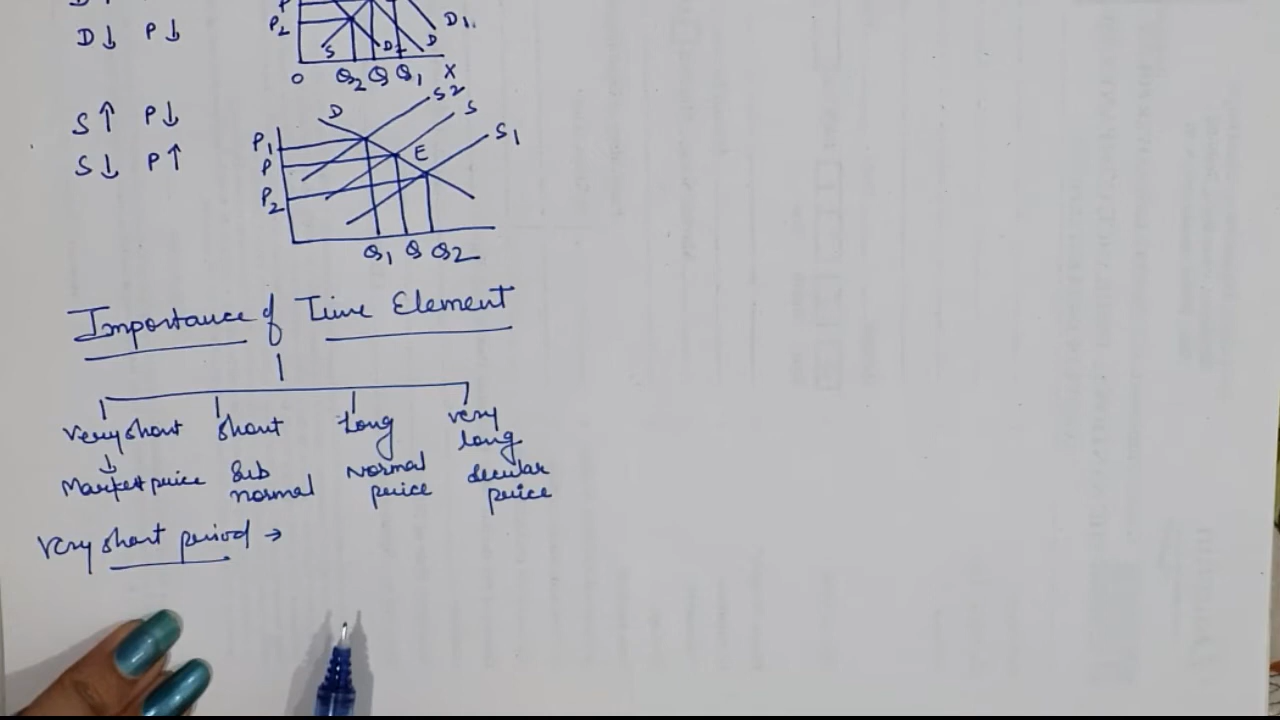 D↓ P↓
P2
S D2 D D1
O Q2 Q Q1 X
S↑ P↓
S↓ P↑
D S2 S S1
P1
P E
P2
Q1 Q Q2
Importance of Time Element
Very short Short Long very long
Market price Sub normal Normal price Secular price
Very short period →